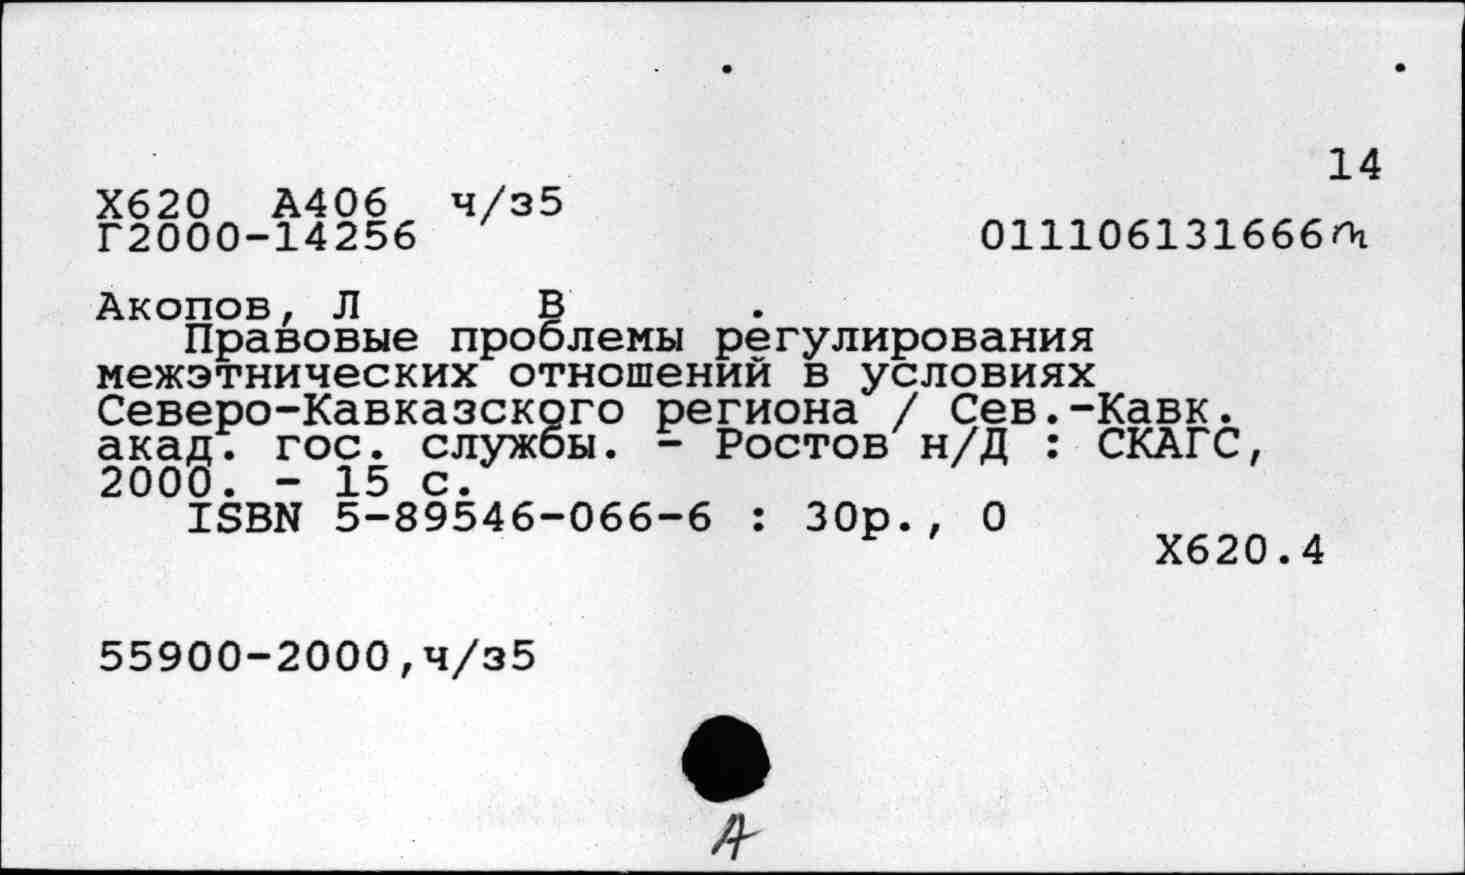 14
Х620 А406 ч/з5
Г2000-14256 011106131666
Акопов, Л В .
Правовые проблемы регулирования
межэтнических отношений в условиях
Северо-Кавказского региона / Сев.-Кавк.
акад. гос. службы. - Ростов н/Д : СКАГС,
2000. - 15 с.
ISBN 5-89546-066-6 : 30р., 0
Х620.4
55900-2000,ч/з5
А